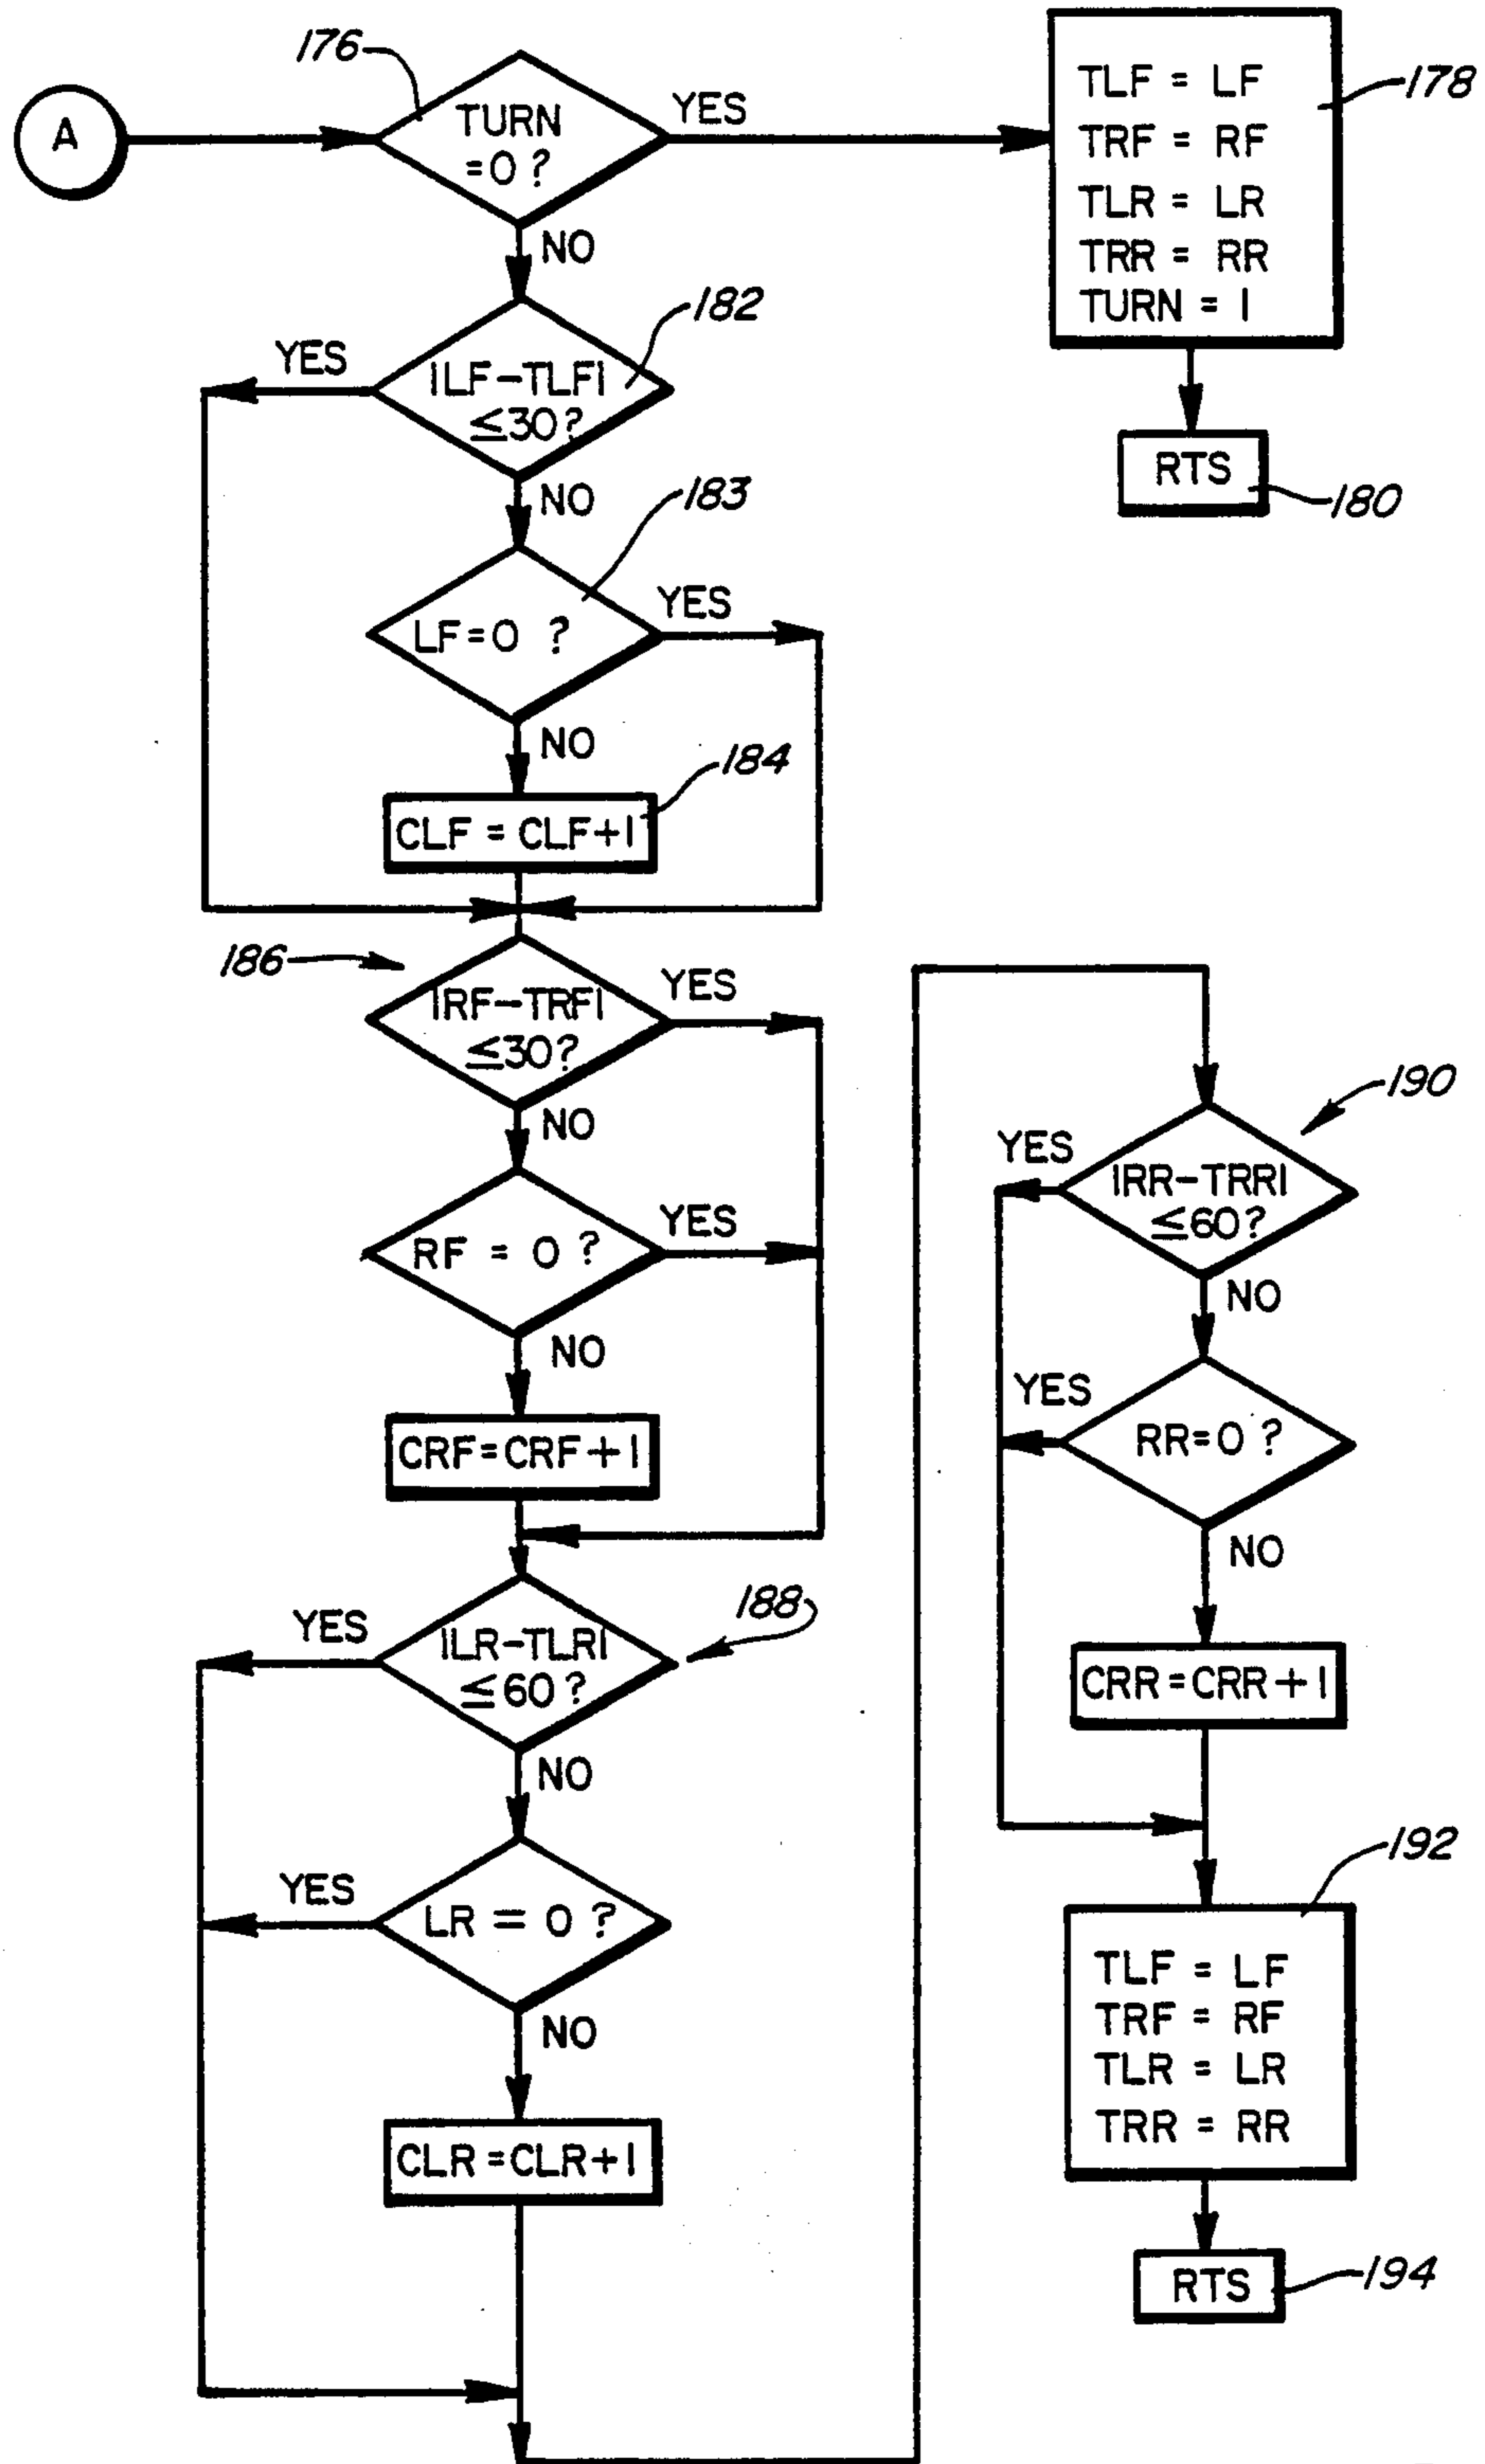 A
176
TURN
=0 ?
YES
NO
TLF = LF
TRF = RF
TLR = LR
TRR = RR
TURN = 1
178
RTS
180
182
|LF-TLF|
≤30?
YES
NO
183
LF=0 ?
YES
NO
184
CLF = CLF+1
186
|RF-TRF|
≤30?
YES
NO
RF = 0 ?
YES
NO
CRF=CRF+1
188
|LR-TLR|
≤60?
YES
NO
LR = 0 ?
YES
NO
CLR=CLR+1
190
|RR-TRR|
≤60?
YES
NO
RR=0 ?
YES
NO
CRR=CRR+1
192
TLF = LF
TRF = RF
TLR = LR
TRR = RR
RTS
194